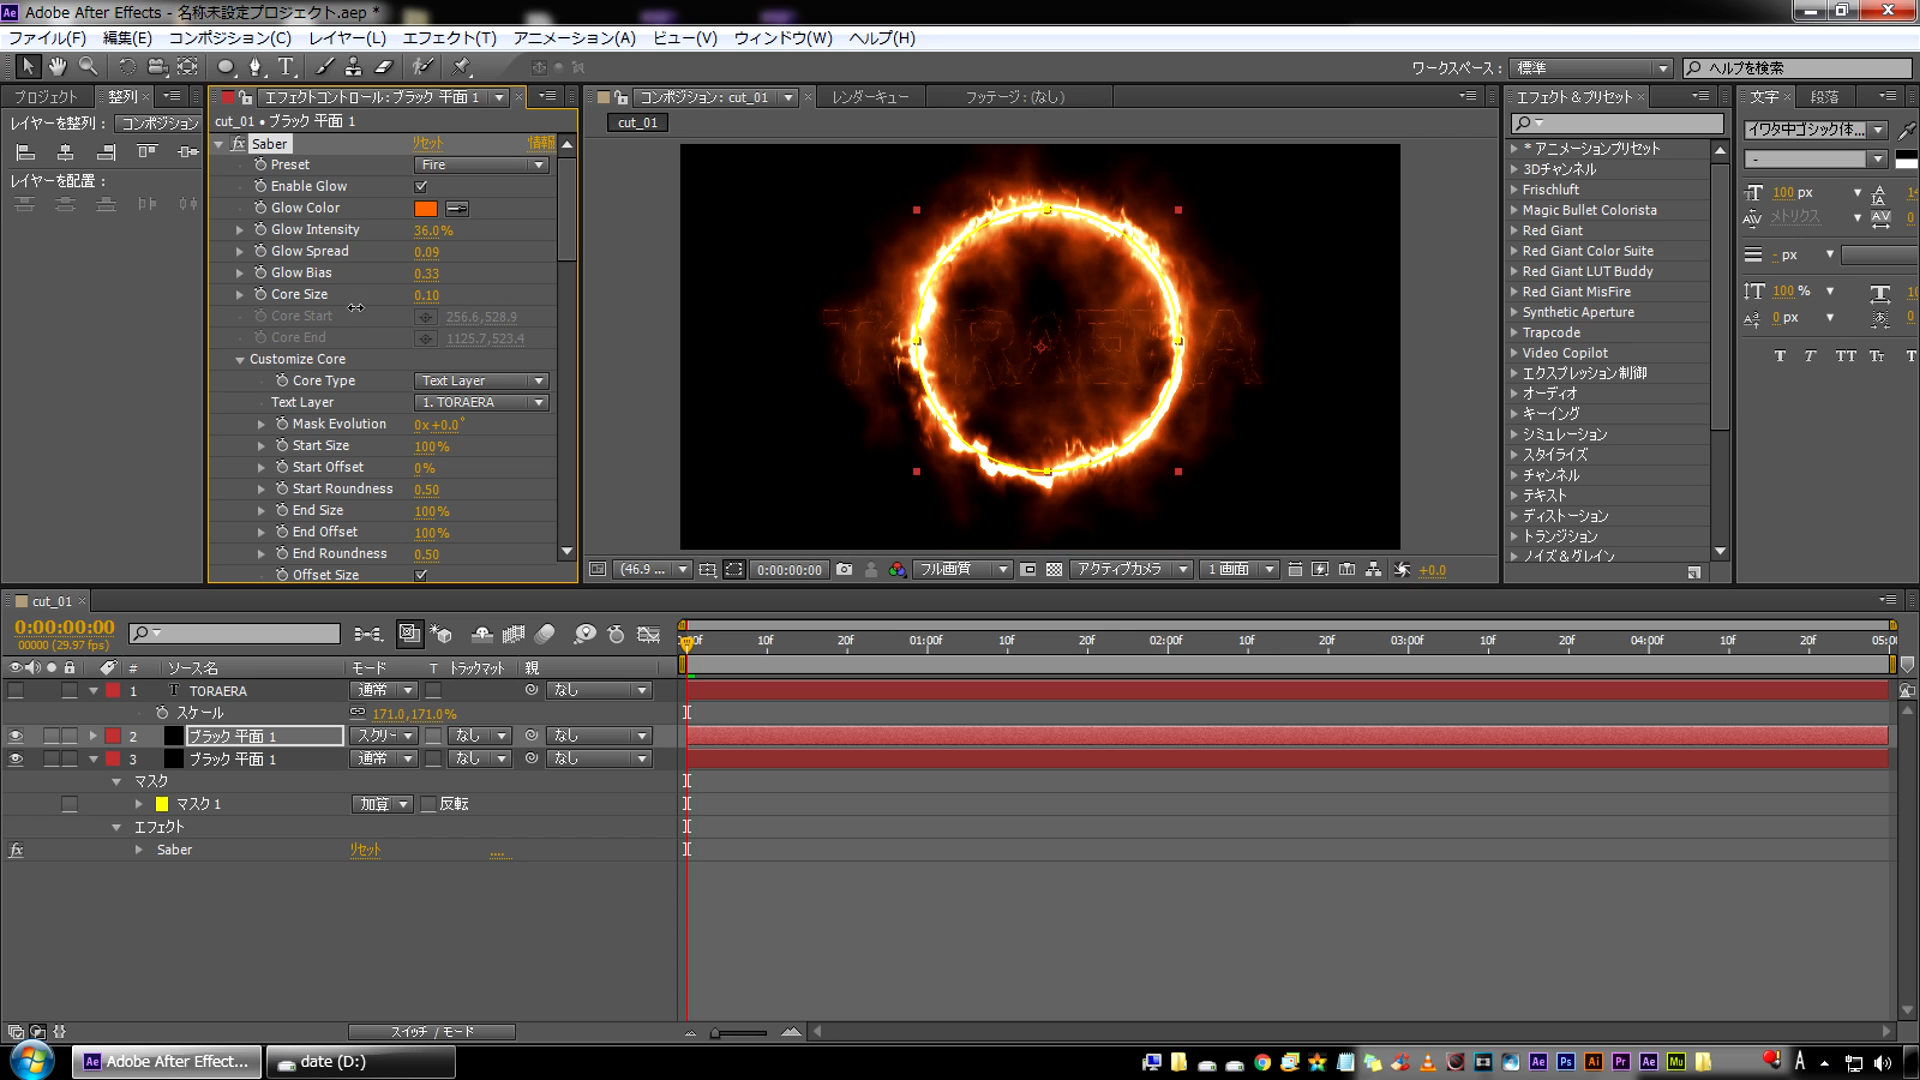 Adobe After Effects - 名称未設定プロジェクト.aep *
ファイル(F) 編集(E) コンポジション(C) レイヤー(L) エフェクト(T) アニメーション(A) ビュー(V) ウィンドウ(W) ヘルプ(H)
ワークスペース： 標準 ヘルプを検索
プロジェクト 整列
レイヤーを整列： コンポジション
レイヤーを配置：
エフェクトコントロール：ブラック 平面 1
cut_01 • ブラック 平面 1
fx Saber リセット 情報
Preset Fire
Enable Glow
Glow Color
Glow Intensity 36.0%
Glow Spread 0.09
Glow Bias 0.33
Core Size 0.10
Core Start 256.6,528.9
Core End 1125.7,523.4
Customize Core
Core Type Text Layer
Text Layer 1. TORAERA
Mask Evolution 0x+0.0°
Start Size 100%
Start Offset 0%
Start Roundness 0.50
End Size 100%
End Offset 100%
End Roundness 0.50
Offset Size
コンポジション：cut_01 レンダーキュー フッテージ：(なし)
cut_01
TORAERA
(46.9 ... 0:00:00:00 フル画質 アクティブカメラ 1 画面 +0.0
エフェクト＆プリセット
* アニメーションプリセット
3Dチャンネル
Frischluft
Magic Bullet Colorista
Red Giant
Red Giant Color Suite
Red Giant LUT Buddy
Red Giant MisFire
Synthetic Aperture
Trapcode
Video Copilot
エクスプレッション制御
オーディオ
キーイング
シミュレーション
スタイライズ
チャンネル
テキスト
ディストーション
トランジション
ノイズ＆グレイン
文字 段落
イワタ中ゴシック体...
-
100 px
メトリクス
- px
100 %
0 px
T T TT Tt T
cut_01
0:00:00:00
00000 (29.97 fps)
10f 20f 01:00f 10f 20f 02:00f 10f 20f 03:00f 10f 20f 04:00f 10f 20f
# ソース名 モード T トラックマット 親
1 T TORAERA 通常 なし
スケール 171.0,171.0%
2 ブラック 平面 1 スクリー なし なし
3 ブラック 平面 1 通常 なし なし
マスク
マスク 1 加算 反転
エフェクト
fx Saber リセット ....
スイッチ / モード
Adobe After Effect... date (D:)
Ae Ps Ai Pr Ae Mu A